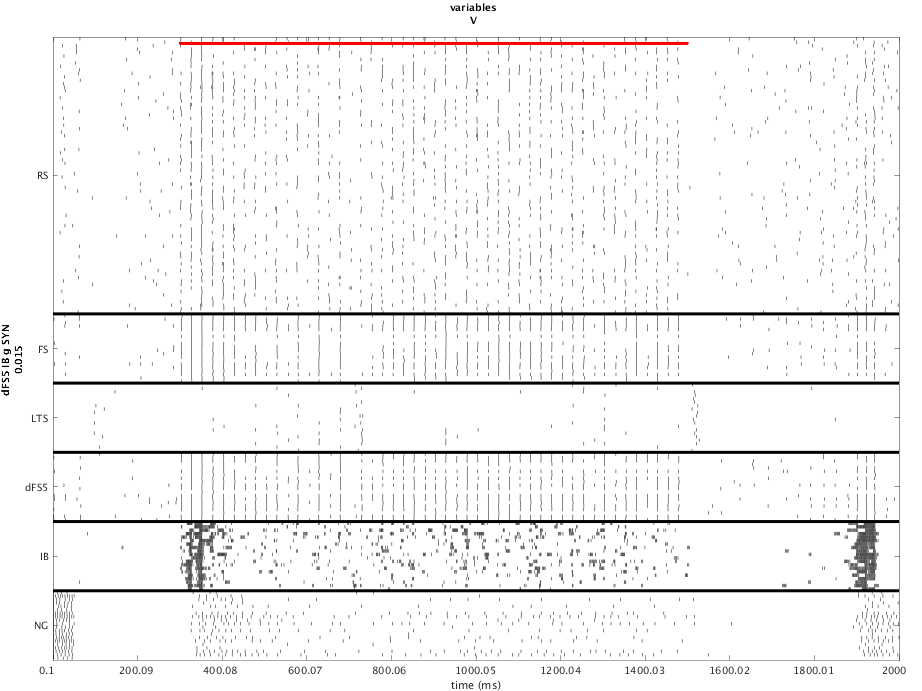 variables
V
RS
FS
LTS
dFS5
IB
NG
dFS5 IB g SYN
0.015
0.1 200.09 400.08 600.07 800.06 1000.05 1200.04 1400.03 1600.02 1800.01 2000
time (ms)